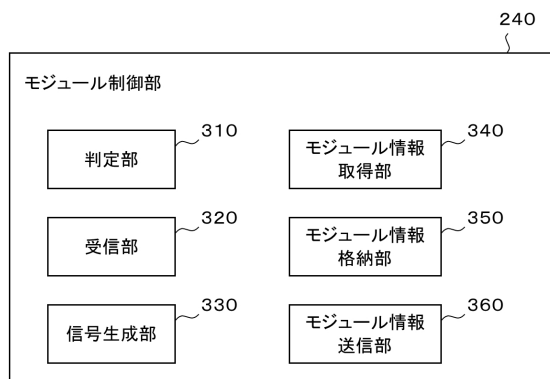 240
モジュール制御部
310
判定部
340
モジュール情報
取得部
320
受信部
350
モジュール情報
格納部
330
信号生成部
360
モジュール情報
送信部